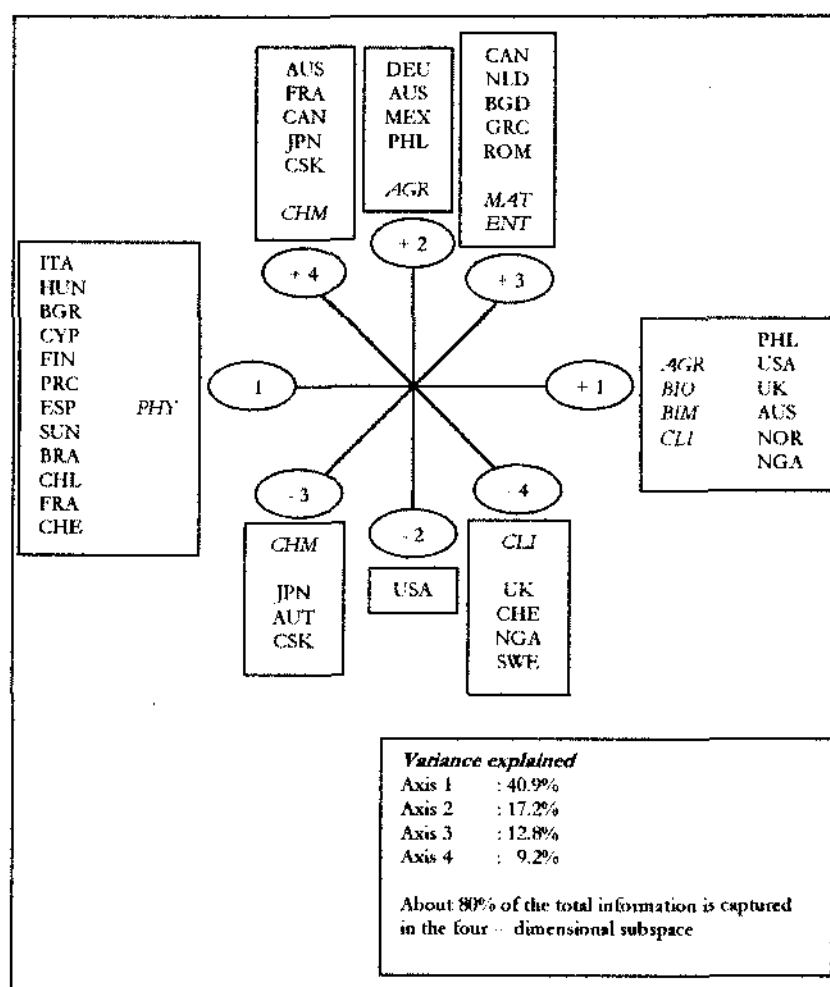 AUS
FRA
CAN
JPN
CSK
CHM
DEU
AUS
MEX
PHL
AGR
CAN
NLD
BGD
GRC
ROM
MAT
ENT
+ 4
+ 2
+ 3
ITA
HUN
BGR
CYP
FIN
PRC
ESP PHY
SUN
BRA
CHL
FRA
CHE
1
+ 1
PHL
AGR USA
BIO UK
BIM AUS
CLI NOR
NGA
- 3
- 2
- 4
CHM
JPN
AUT
CSK
USA
CLI
UK
CHE
NGA
SWE
Variance explained
Axis 1 : 40.9%
Axis 2 : 17.2%
Axis 3 : 12.8%
Axis 4 : 9.2%
About 80% of the total information is captured
in the four - dimensional subspace